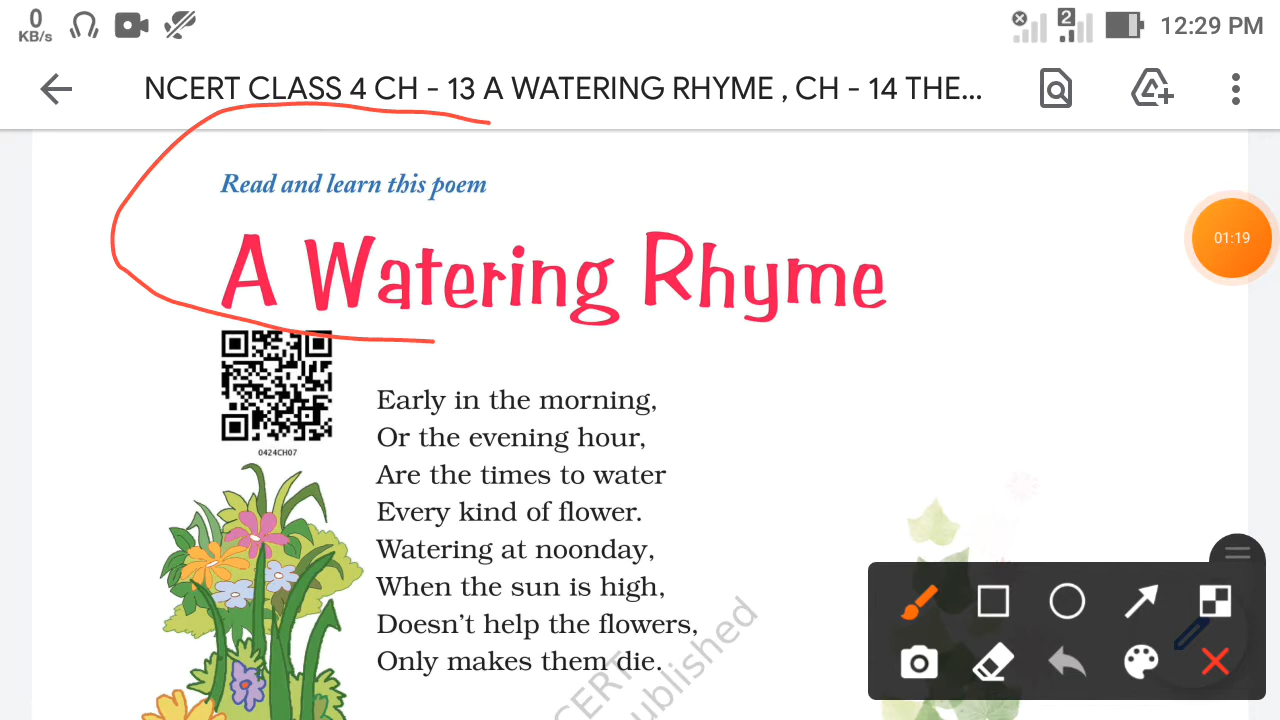 0
KB/s
2
12:29 PM
NCERT CLASS 4 CH - 13 A WATERING RHYME , CH - 14 THE...
Read and learn this poem
A Watering Rhyme
01:19
0424CH07
Early in the morning,
Or the evening hour,
Are the times to water
Every kind of flower.
Watering at noonday,
When the sun is high,
Doesn't help the flowers,
Only makes them die.